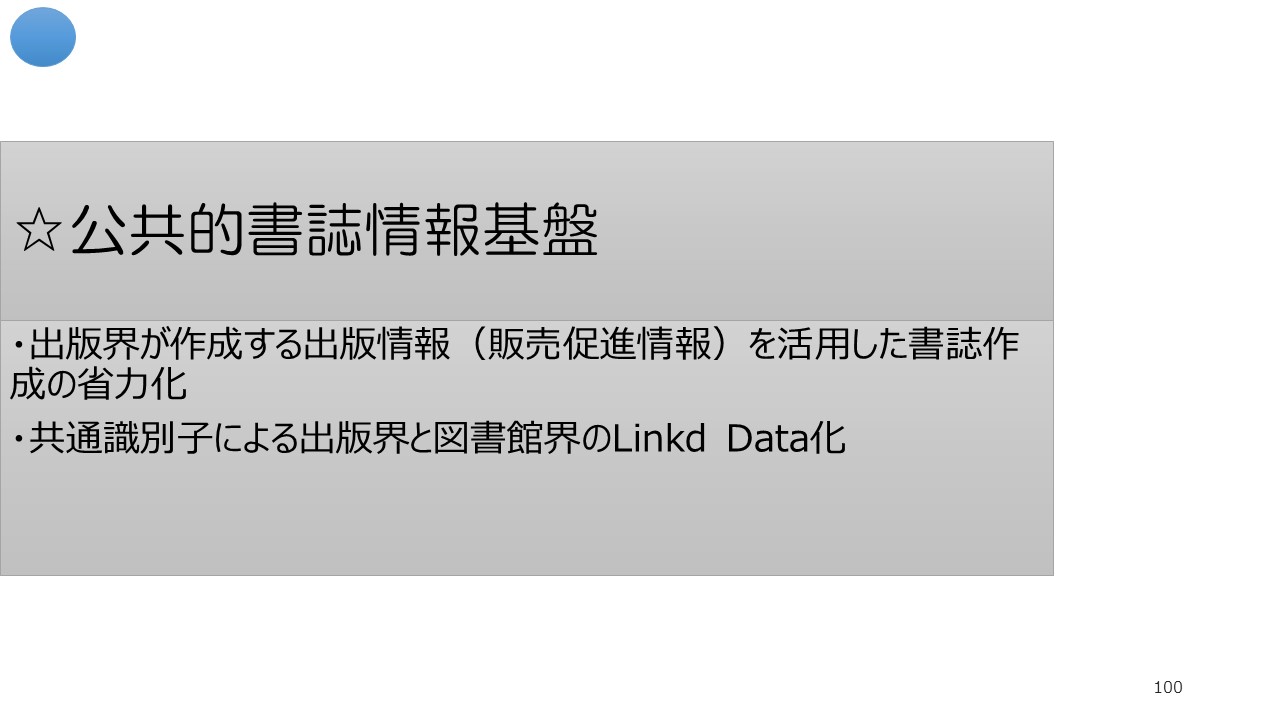 ☆公共的書誌情報基盤
・出版界が作成する出版情報（販売促進情報）を活用した書誌作
成の省力化
・共通識別子による出版界と図書館界のLinkd Data化
100